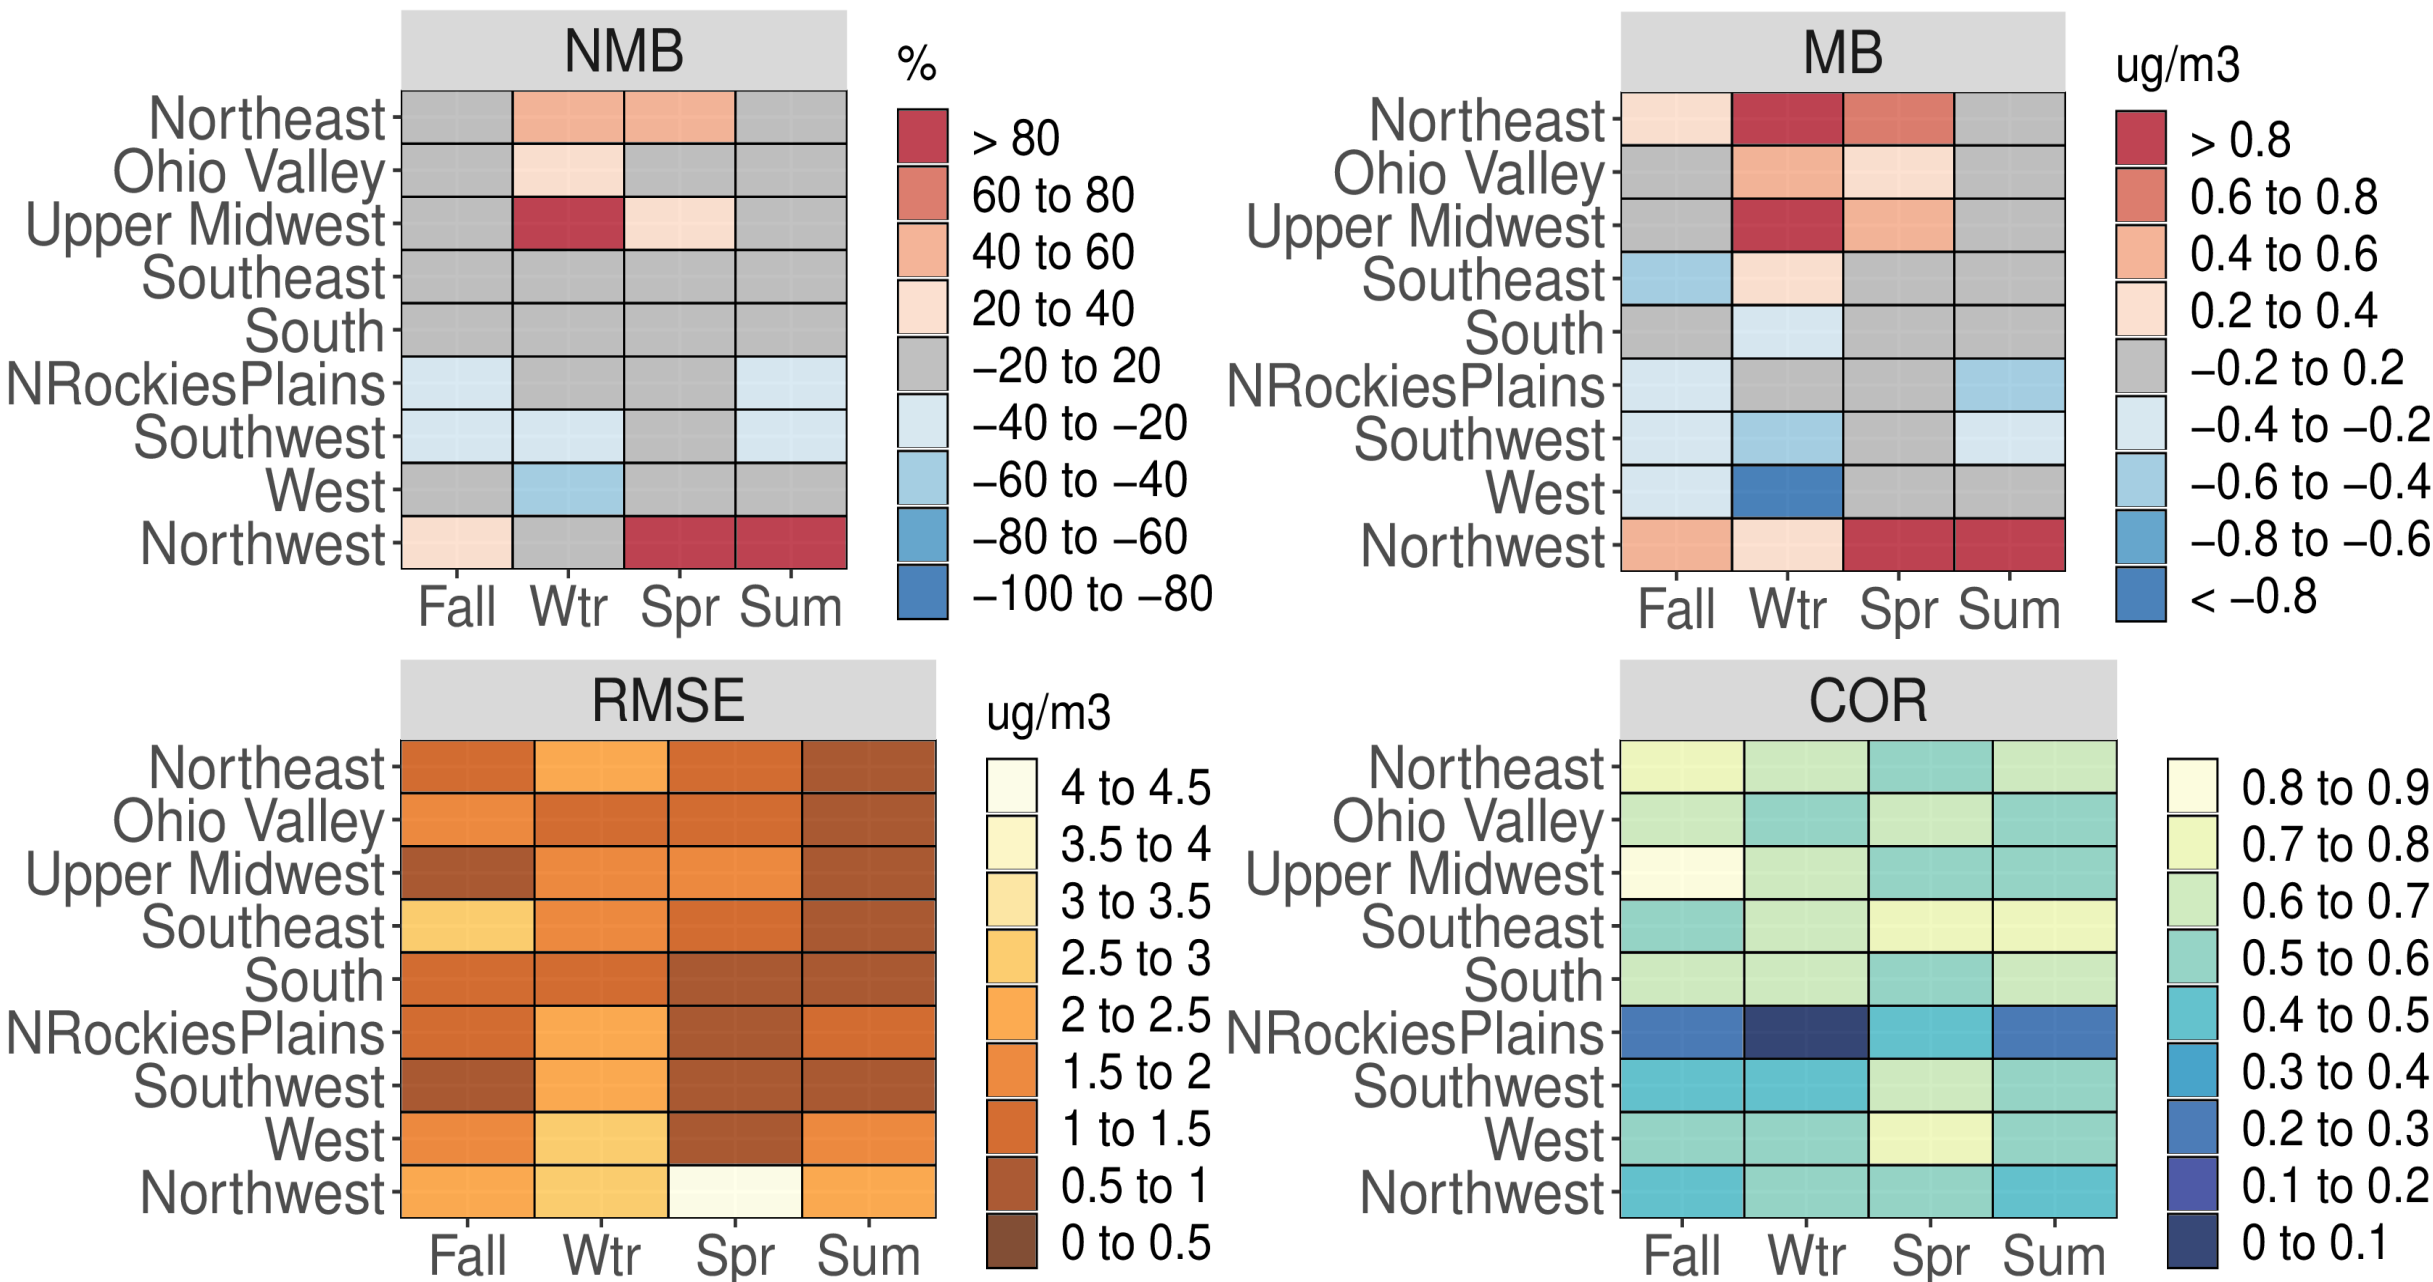 NMB
%
Northeast
Ohio Valley
Upper Midwest
Southeast
South
NRockiesPlains
Southwest
West
Northwest
Fall Wtr Spr Sum
> 80
60 to 80
40 to 60
20 to 40
−20 to 20
−40 to −20
−60 to −40
−80 to −60
−100 to −80
MB
ug/m3
Northeast
Ohio Valley
Upper Midwest
Southeast
South
NRockiesPlains
Southwest
West
Northwest
Fall Wtr Spr Sum
> 0.8
0.6 to 0.8
0.4 to 0.6
0.2 to 0.4
−0.2 to 0.2
−0.4 to −0.2
−0.6 to −0.4
−0.8 to −0.6
< −0.8
RMSE
ug/m3
Northeast
Ohio Valley
Upper Midwest
Southeast
South
NRockiesPlains
Southwest
West
Northwest
Fall Wtr Spr Sum
4 to 4.5
3.5 to 4
3 to 3.5
2.5 to 3
2 to 2.5
1.5 to 2
1 to 1.5
0.5 to 1
0 to 0.5
COR
Northeast
Ohio Valley
Upper Midwest
Southeast
South
NRockiesPlains
Southwest
West
Northwest
Fall Wtr Spr Sum
0.8 to 0.9
0.7 to 0.8
0.6 to 0.7
0.5 to 0.6
0.4 to 0.5
0.3 to 0.4
0.2 to 0.3
0.1 to 0.2
0 to 0.1